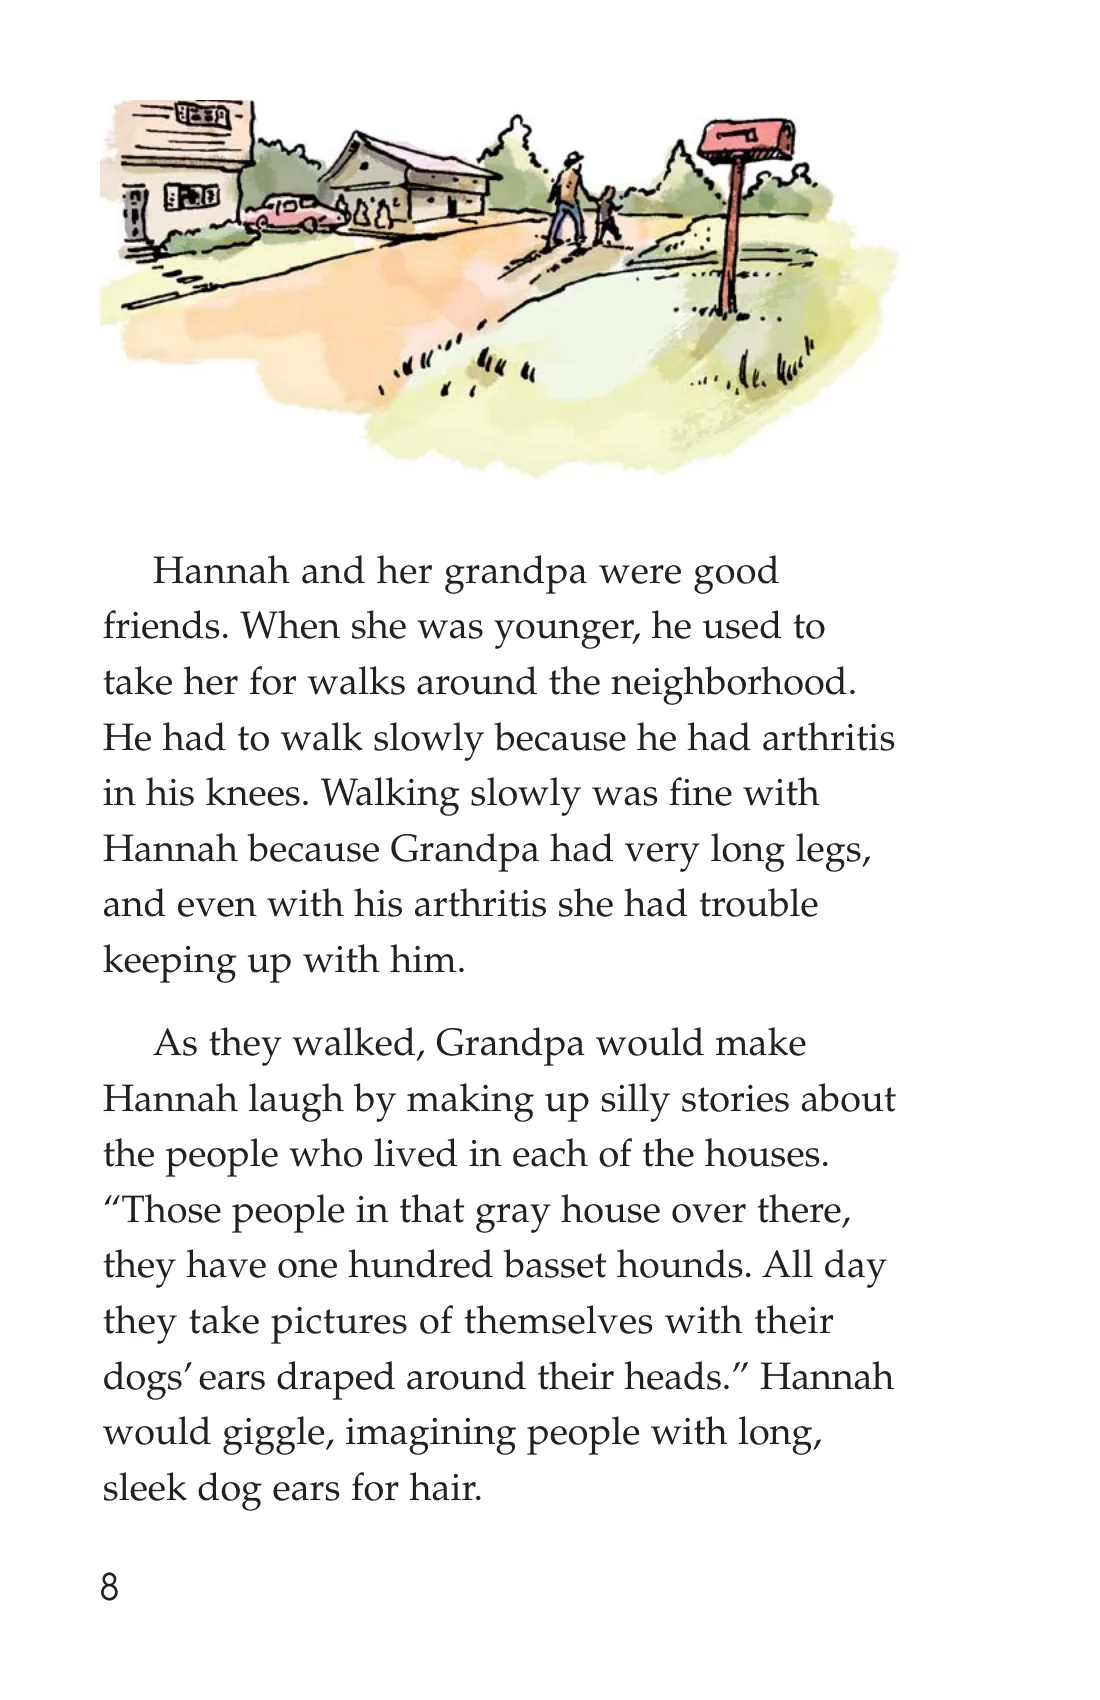 Hannah and her grandpa were good
friends. When she was younger, he used to
take her for walks around the neighborhood.
He had to walk slowly because he had arthritis
in his knees. Walking slowly was fine with
Hannah because Grandpa had very long legs,
and even with his arthritis she had trouble
keeping up with him.
As they walked, Grandpa would make
Hannah laugh by making up silly stories about
the people who lived in each of the houses.
“Those people in that gray house over there,
they have one hundred basset hounds. All day
they take pictures of themselves with their
dogs’ ears draped around their heads.” Hannah
would giggle, imagining people with long,
sleek dog ears for hair.
8